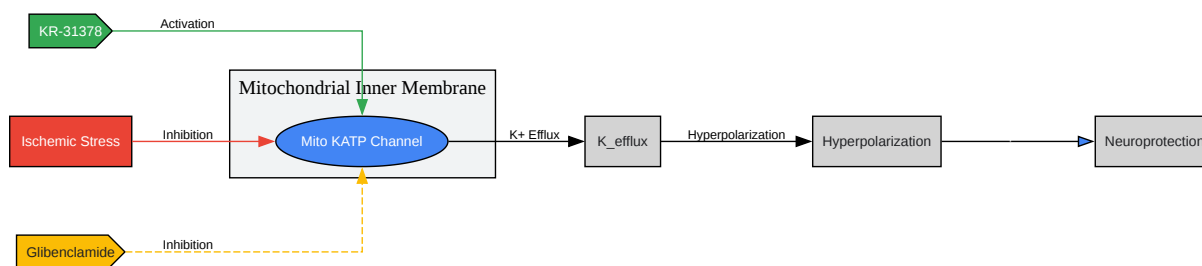 KR-31378
Activation
Mitochondrial Inner Membrane
Ischemic Stress
Inhibition
Mito KATP Channel
K+ Efflux
K_efflux
Hyperpolarization
Hyperpolarization
Neuroprotection
Glibenclamide
Inhibition